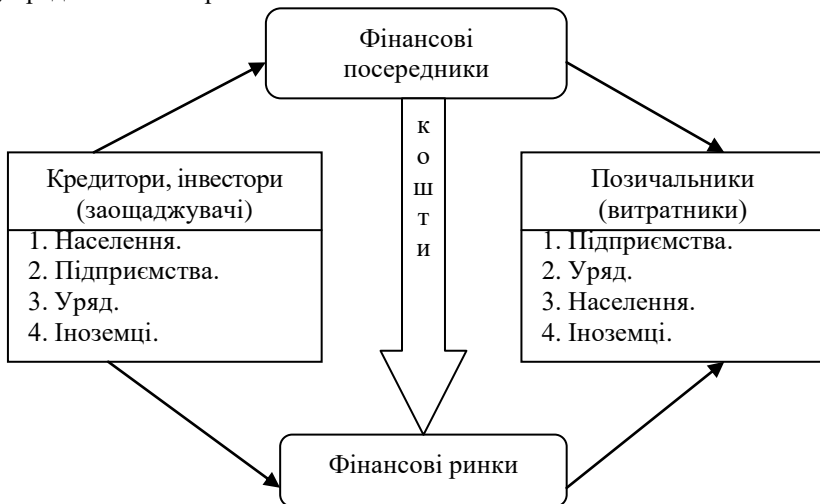 Фінансові
посередники
кошти
Кредитори, інвестори
(заощаджувачі)
1. Населення.
2. Підприємства.
3. Уряд.
4. Іноземці.
Позичальники
(витратники)
1. Підприємства.
2. Уряд.
3. Населення.
4. Іноземці.
Фінансові ринки